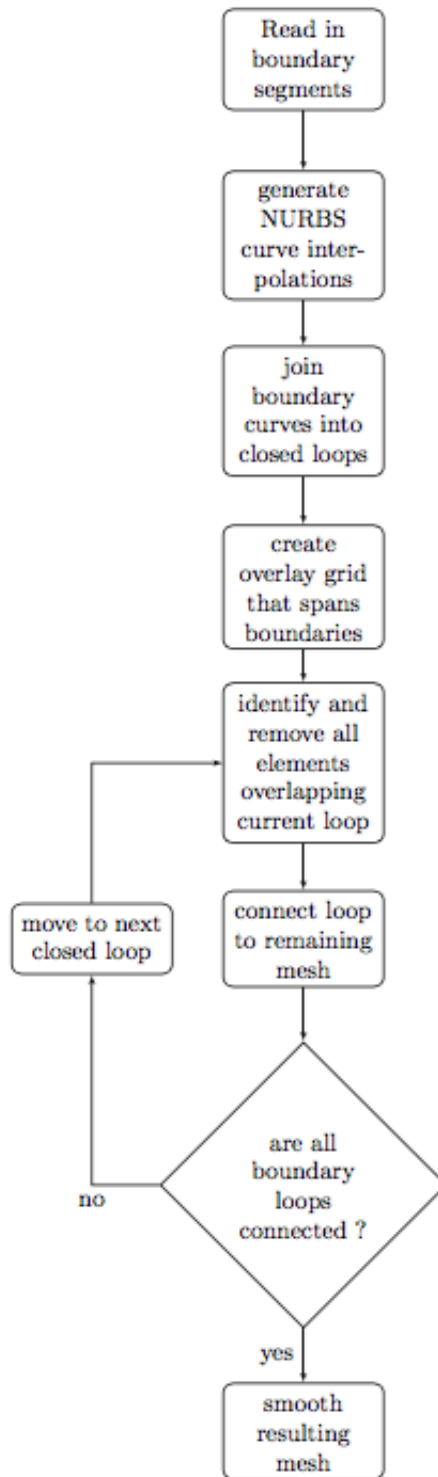 Read in
boundary
segments
generate
NURBS
curve inter-
polations
join
boundary
curves into
closed loops
create
overlay grid
that spans
boundaries
identify and
remove all
elements
overlapping
current loop
move to next
closed loop
connect loop
to remaining
mesh
are all
boundary
loops
connected ?
no
yes
smooth
resulting
mesh